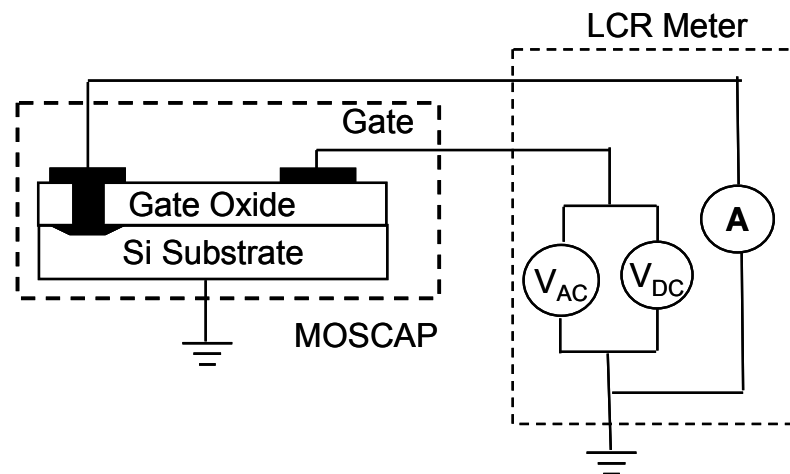 LCR Meter
Gate
Gate Oxide
Si Substrate
MOSCAP
A
V_AC
V_DC